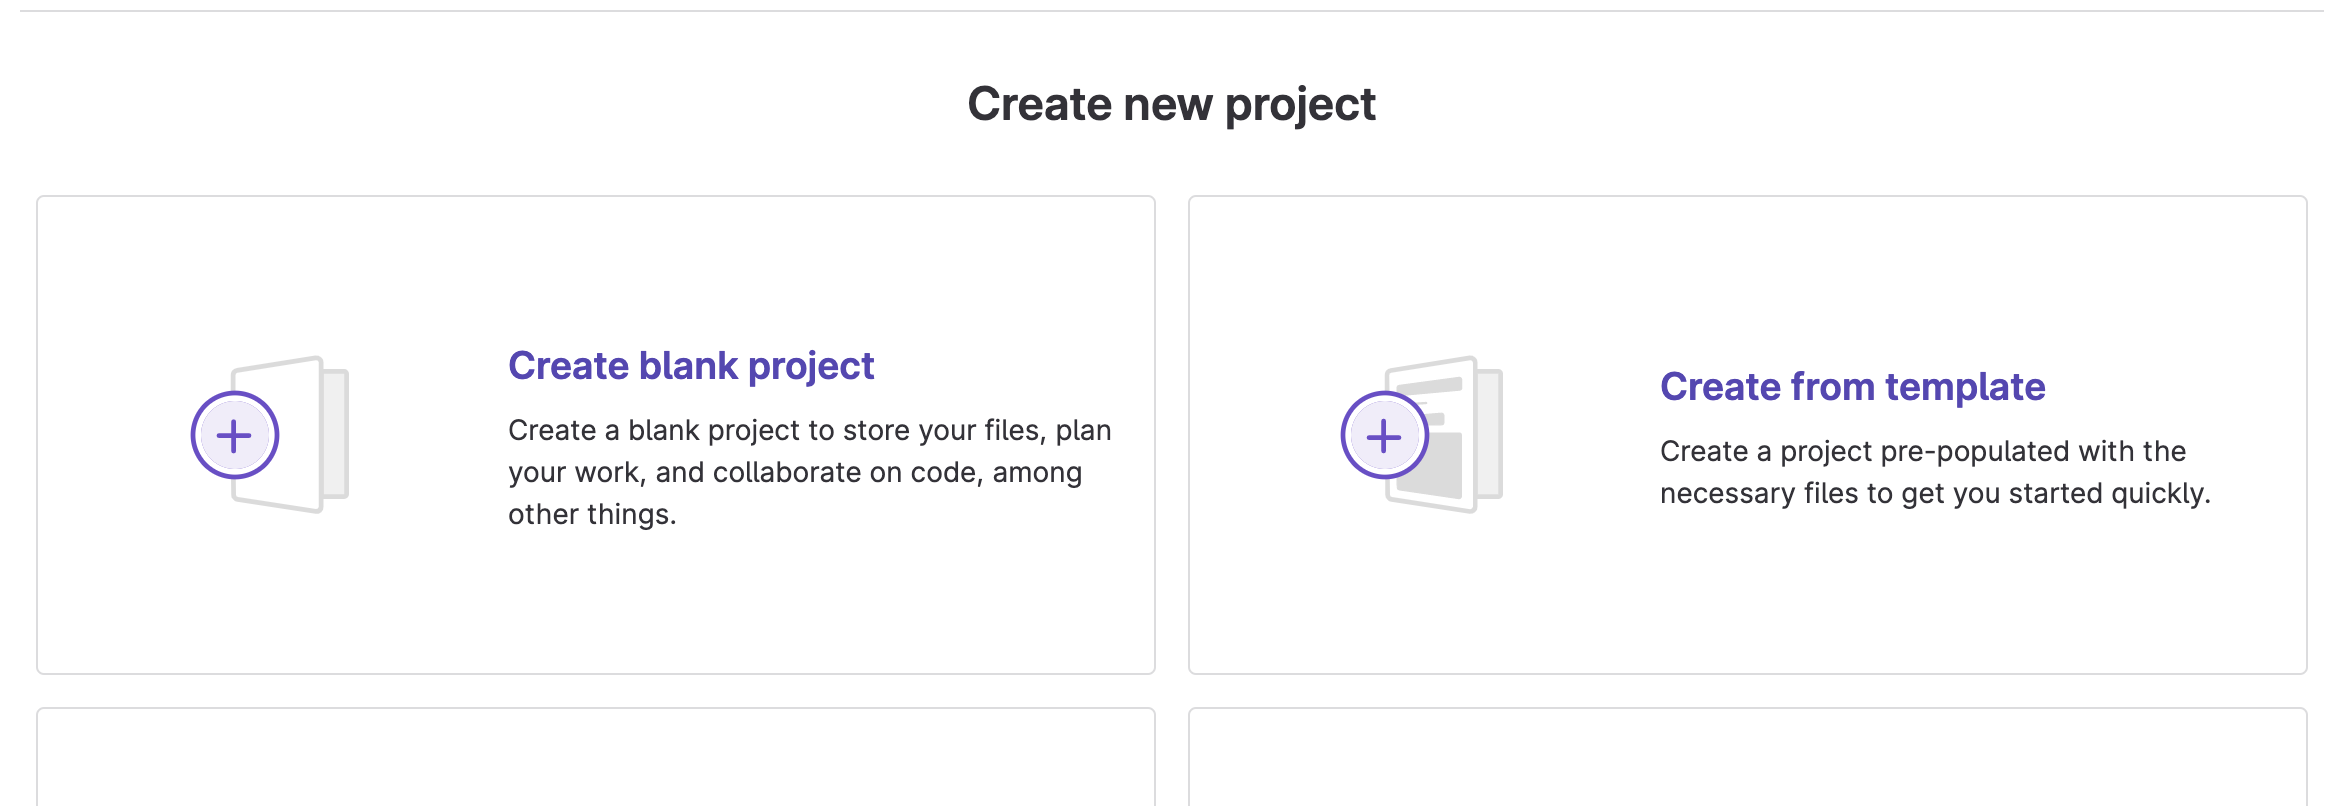 Create new project
Create blank project
Create a blank project to store your files, plan
your work, and collaborate on code, among
other things.
Create from template
Create a project pre-populated with the
necessary files to get you started quickly.